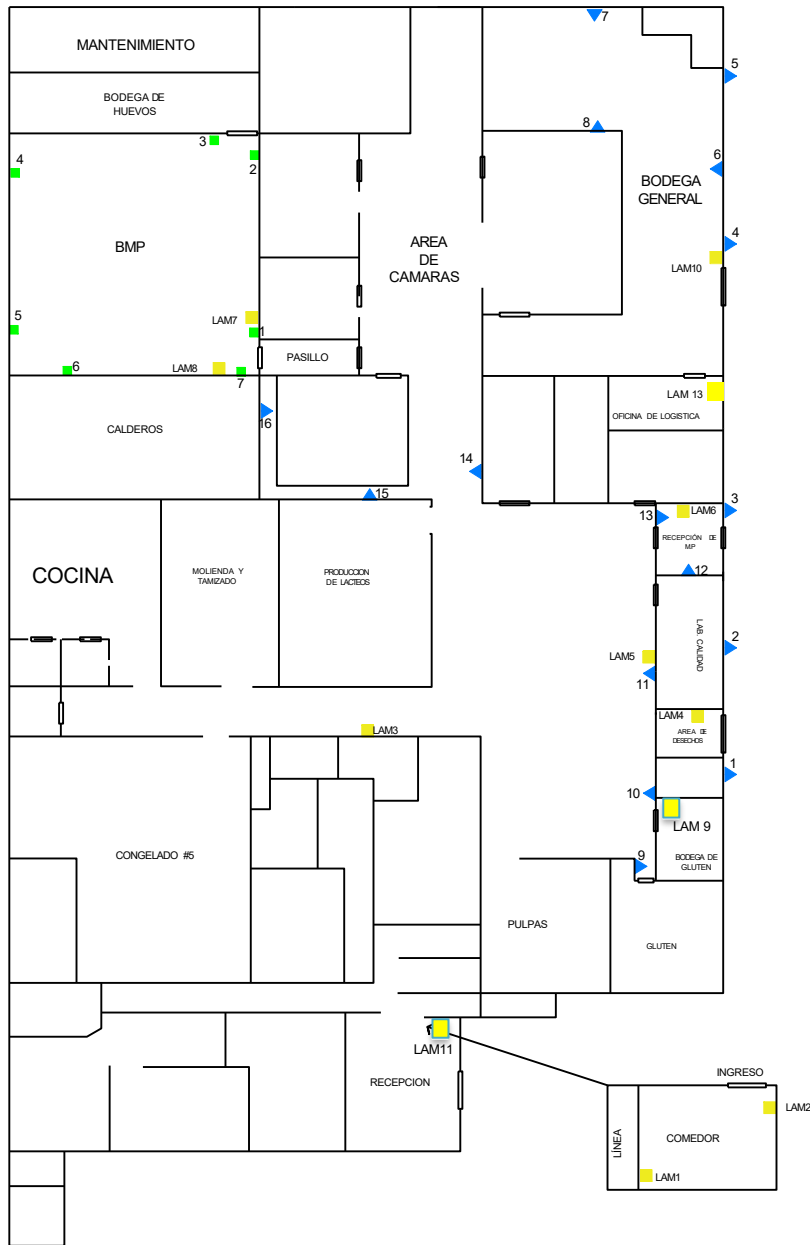 7
MANTENIMIENTO
5
BODEGA DE
HUEVOS
8
3
2
4
6
BODEGA
GENERAL
BMP
AREA
DE
CAMARAS
4
LAM10
5
LAM7
1
PASILLO
6
LAM8
7
LAM 13
OFICINA DE LOGISTICA
16
CALDEROS
14
15
3
13
LAM6
RECEPCIÓN DE
M.P
COCINA
MOLIENDA Y
TAMIZADO
PRODUCCION
DE LACTEOS
12
LAB. CALIDAD
2
LAM5
11
LAM4
LAM3
AREA DE
DESECHOS
1
10
LAM 9
CONGELADO #5
9
BODEGA DE
GLUTEN
PULPAS
GLUTEN
LAM11
RECEPCION
INGRESO
LAM2
LÍNEA
COMEDOR
LAM1